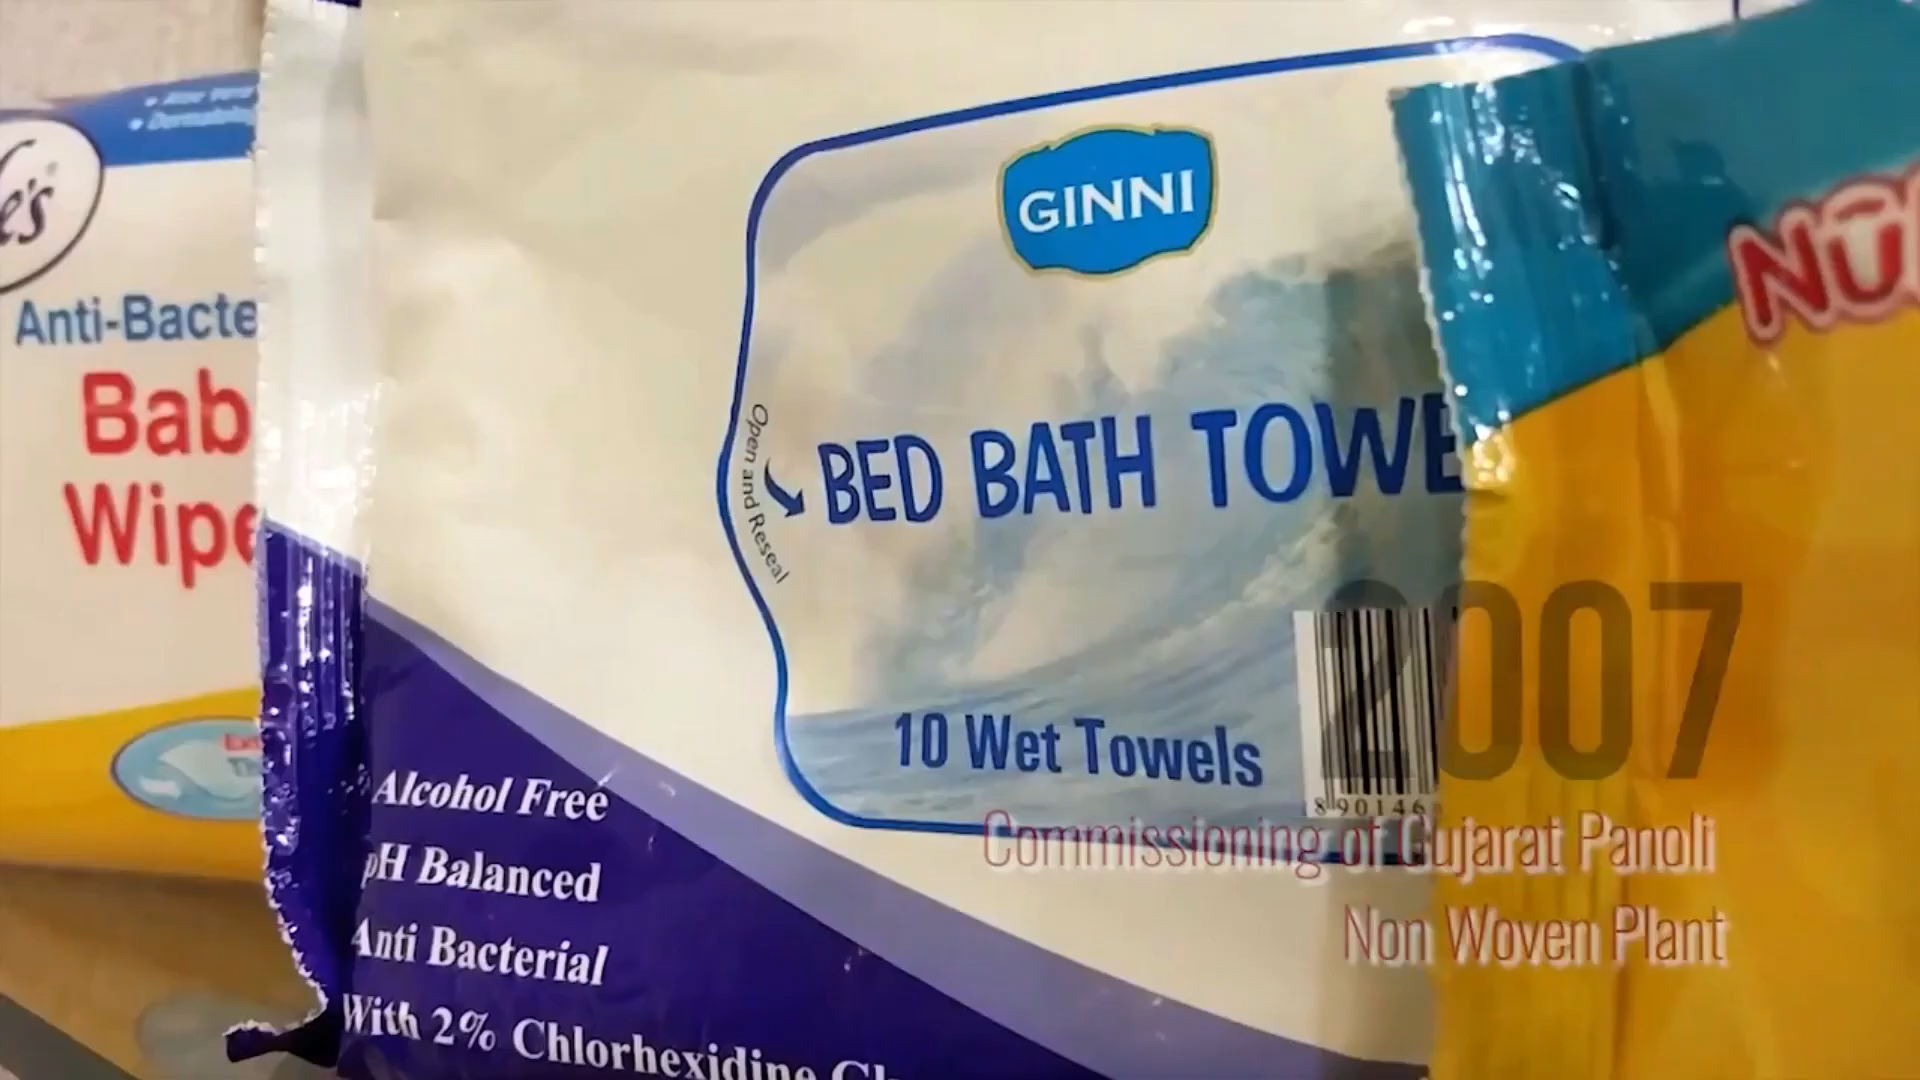 e's
Anti-Bacte
Bab
Wipe
GINNI
Open and Reseal
BED BATH TOWE
10 Wet Towels
890146
Alcohol Free
pH Balanced
Anti Bacterial
With 2% Chlorhexidine
2007
Commissioning of Gujarat Panoli
Non Woven Plant